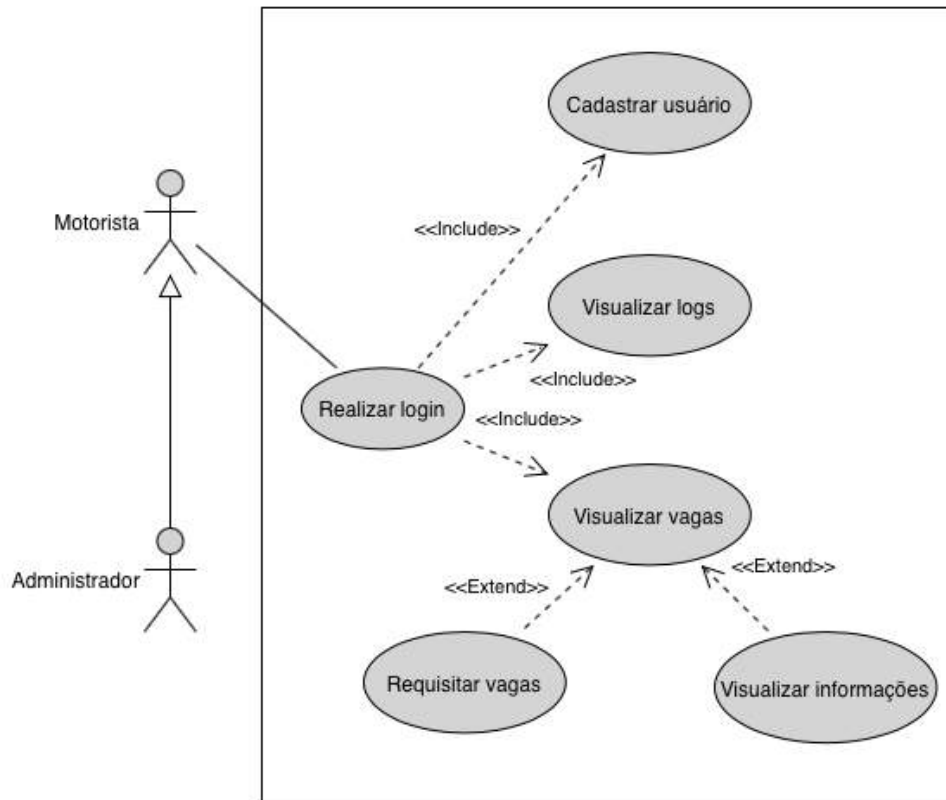 Cadastrar usuário
Motorista
<<Include>>
Visualizar logs
<<Include>>
Realizar login
<<Include>>
Visualizar vagas
Administrador
<<Extend>>
<<Extend>>
Requisitar vagas
Visualizar informações